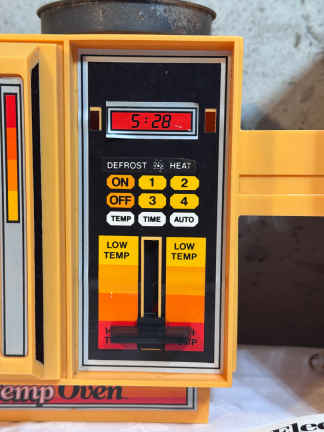 5:28
DEFROST HEAT
ON 1 2
OFF 3 4
TEMP TIME AUTO
LOW TEMP
LOW TEMP
emp Oven
Elec